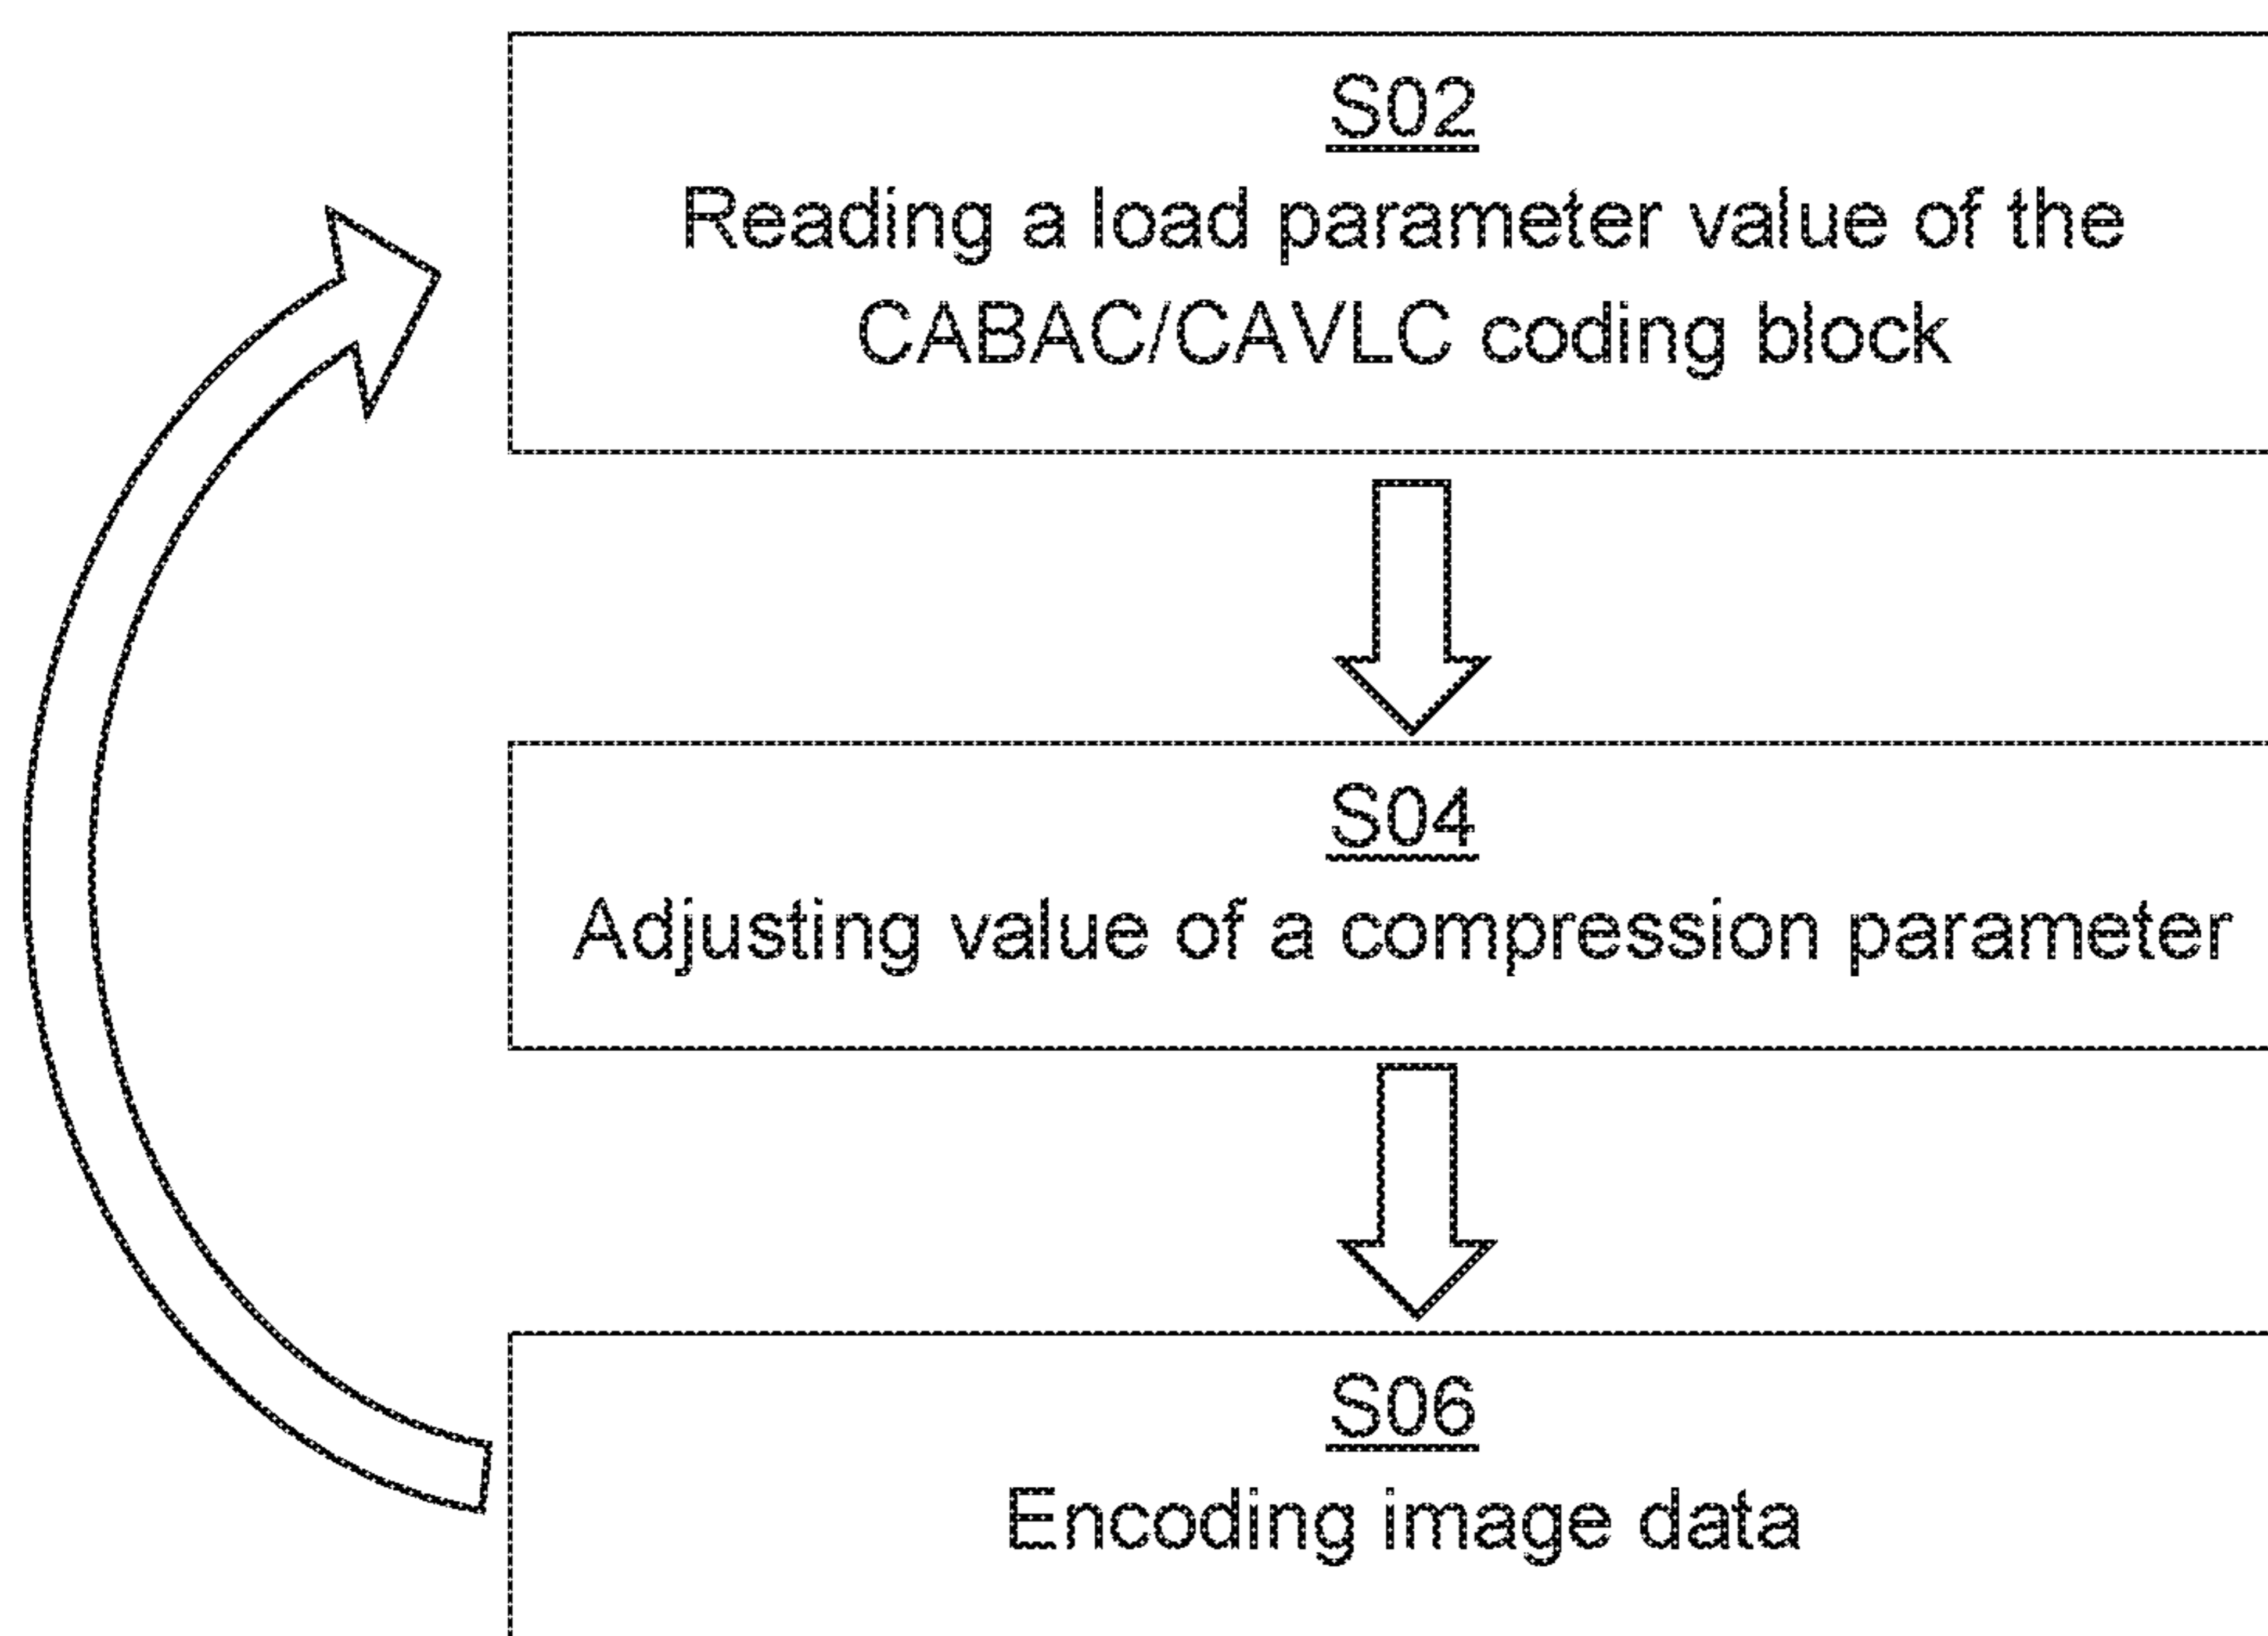 S02
Reading a load parameter value of the
CABAC/CAVLC coding block
S04
Adjusting value of a compression parameter
S06
Encoding image data